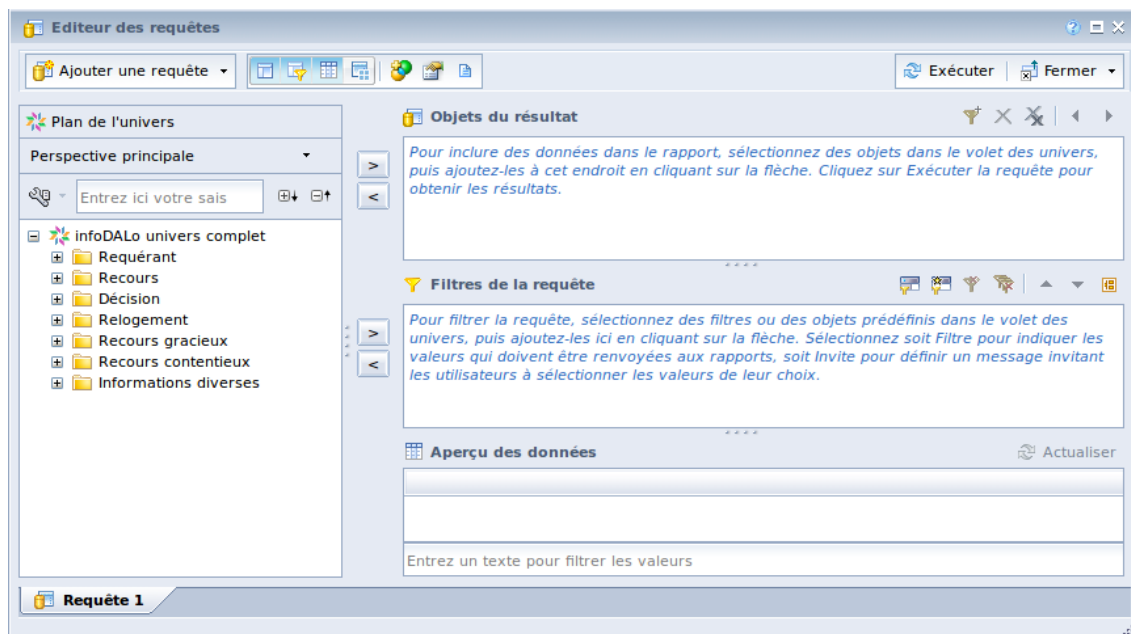 Editeur des requêtes
Ajouter une requête
Exécuter
Fermer
Plan de l'univers
Perspective principale
Entrez ici votre sais
infoDALo univers complet
Requérant
Recours
Décision
Relogement
Recours gracieux
Recours contentieux
Informations diverses
>
<
Objets du résultat
Pour inclure des données dans le rapport, sélectionnez des objets dans le volet des univers,
puis ajoutez-les à cet endroit en cliquant sur la flèche. Cliquez sur Exécuter la requête pour
obtenir les résultats.
>
<
Filtres de la requête
Pour filtrer la requête, sélectionnez des filtres ou des objets prédéfinis dans le volet des
univers, puis ajoutez-les ici en cliquant sur la flèche. Sélectionnez soit Filtre pour indiquer les
valeurs qui doivent être renvoyées aux rapports, soit Invite pour définir un message invitant
les utilisateurs à sélectionner les valeurs de leur choix.
Aperçu des données
Actualiser
Entrez un texte pour filtrer les valeurs
Requête 1